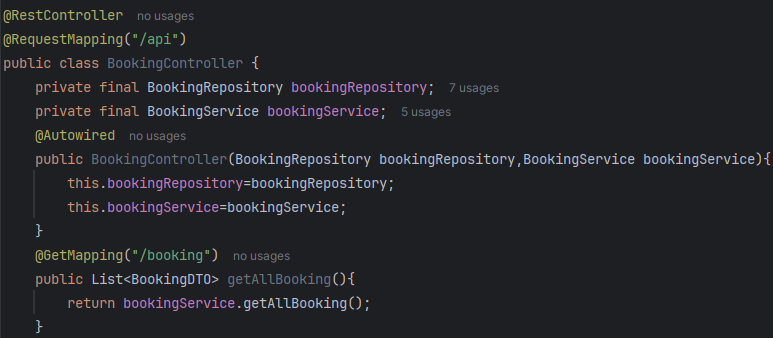 @RestController no usages
@RequestMapping("/api")
public class BookingController {
    private final BookingRepository bookingRepository; 7 usages
    private final BookingService bookingService; 5 usages
    @Autowired no usages
    public BookingController(BookingRepository bookingRepository,BookingService bookingService){
        this.bookingRepository=bookingRepository;
        this.bookingService=bookingService;
    }
    @GetMapping("/booking") no usages
    public List<BookingDTO> getAllBooking(){
        return bookingService.getAllBooking();
    }